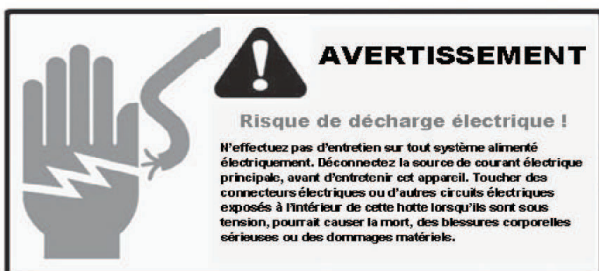 AVERTISSEMENT
Risque de décharge électrique !
N'effectuez pas d'entretien sur tout système alimenté
électriquement. Déconnectez la source de courant électrique
principale, avant d'entretenir cet appareil. Toucher des
connecteurs électriques ou d'autres circuits électriques
exposés à l'intérieur de cette hotte lorsqu'ils sont sous
tension, pourrait causer la mort, des blessures corporelles
sérieuses ou des dommages matériels.